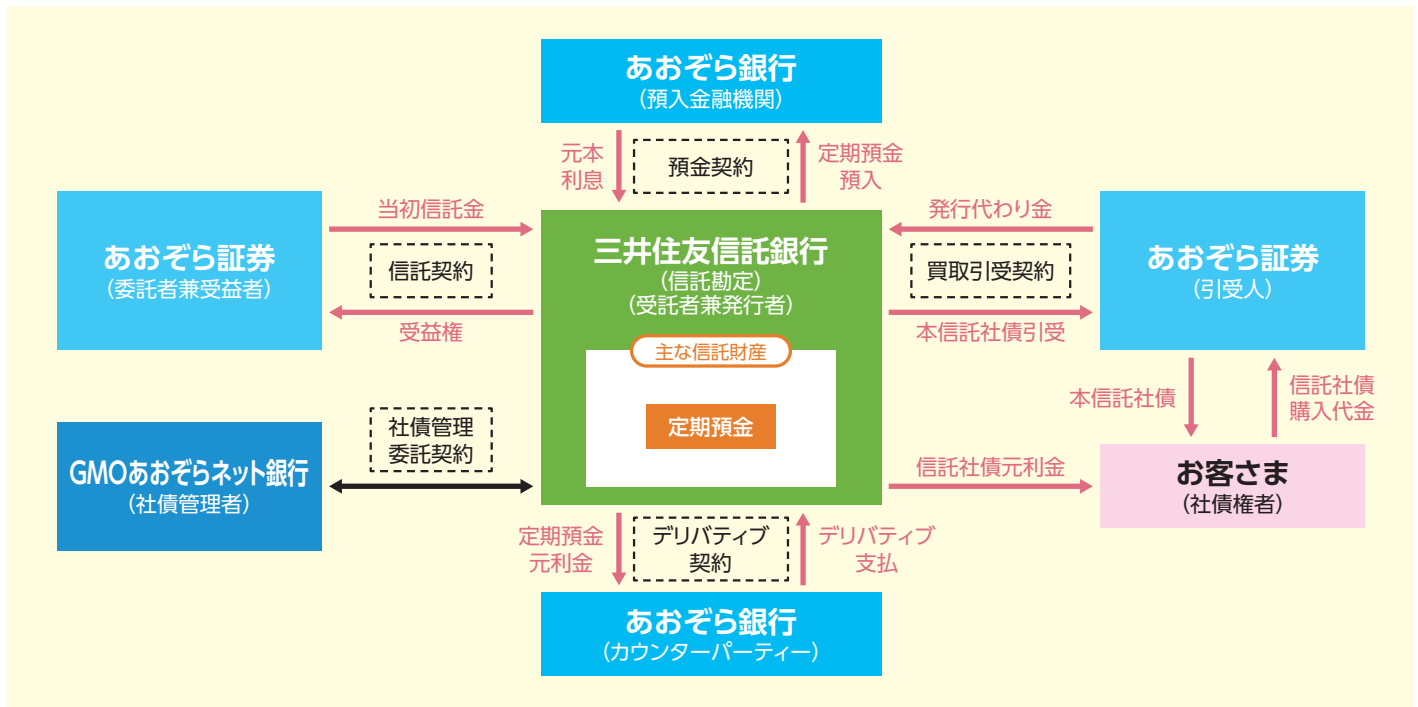 あおぞら銀行
（預入金融機関）
元本
利息
預金契約
定期預金
預入
あおぞら証券
（委託者兼受益者）
当初信託金
信託契約
受益権
三井住友信託銀行
（信託勘定）
（受託者兼発行者）
主な信託財産
定期預金
発行代わり金
買取引受契約
本信託社債引受
あおぞら証券
（引受人）
本信託社債
信託社債
購入代金
GMOあおぞらネット銀行
（社債管理者）
社債管理
委託契約
信託社債元利金
お客さま
（社債権者）
定期預金
元利金
デリバティブ
契約
デリバティブ
支払
あおぞら銀行
（カウンターパーティー）